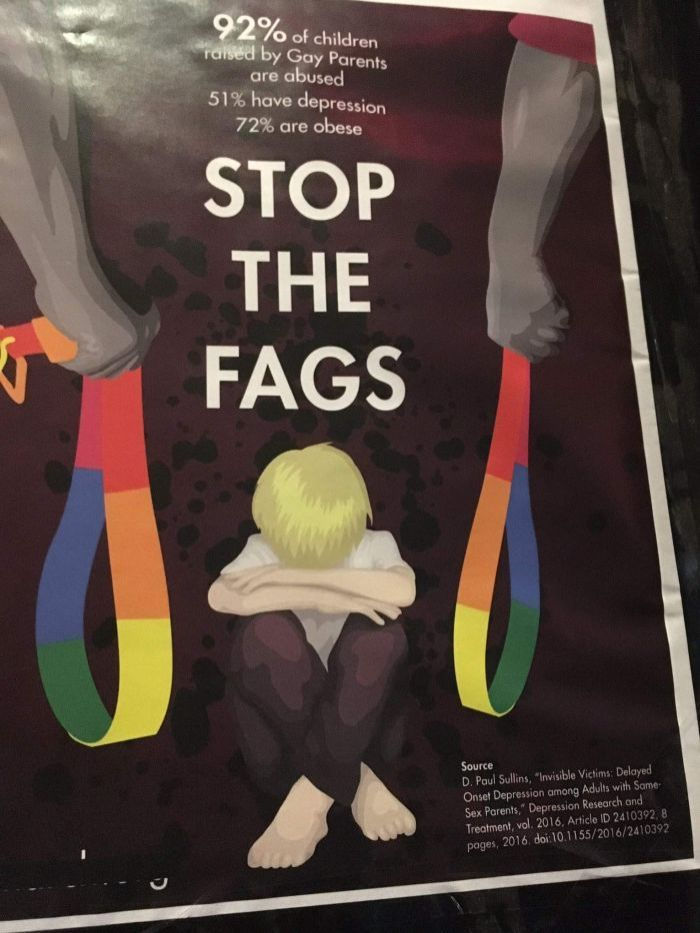 92% of children
raised by Gay Parents
are abused
51% have depression
72% are obese
STOP
THE
FAGS
Source
D. Paul Sullins, "Invisible Victims: Delayed
Onset Depression among Adults with Same-
Sex Parents," Depression Research and
Treatment, vol. 2016, Article ID 2410392, 8
pages, 2016. doi:10.1155/2016/2410392